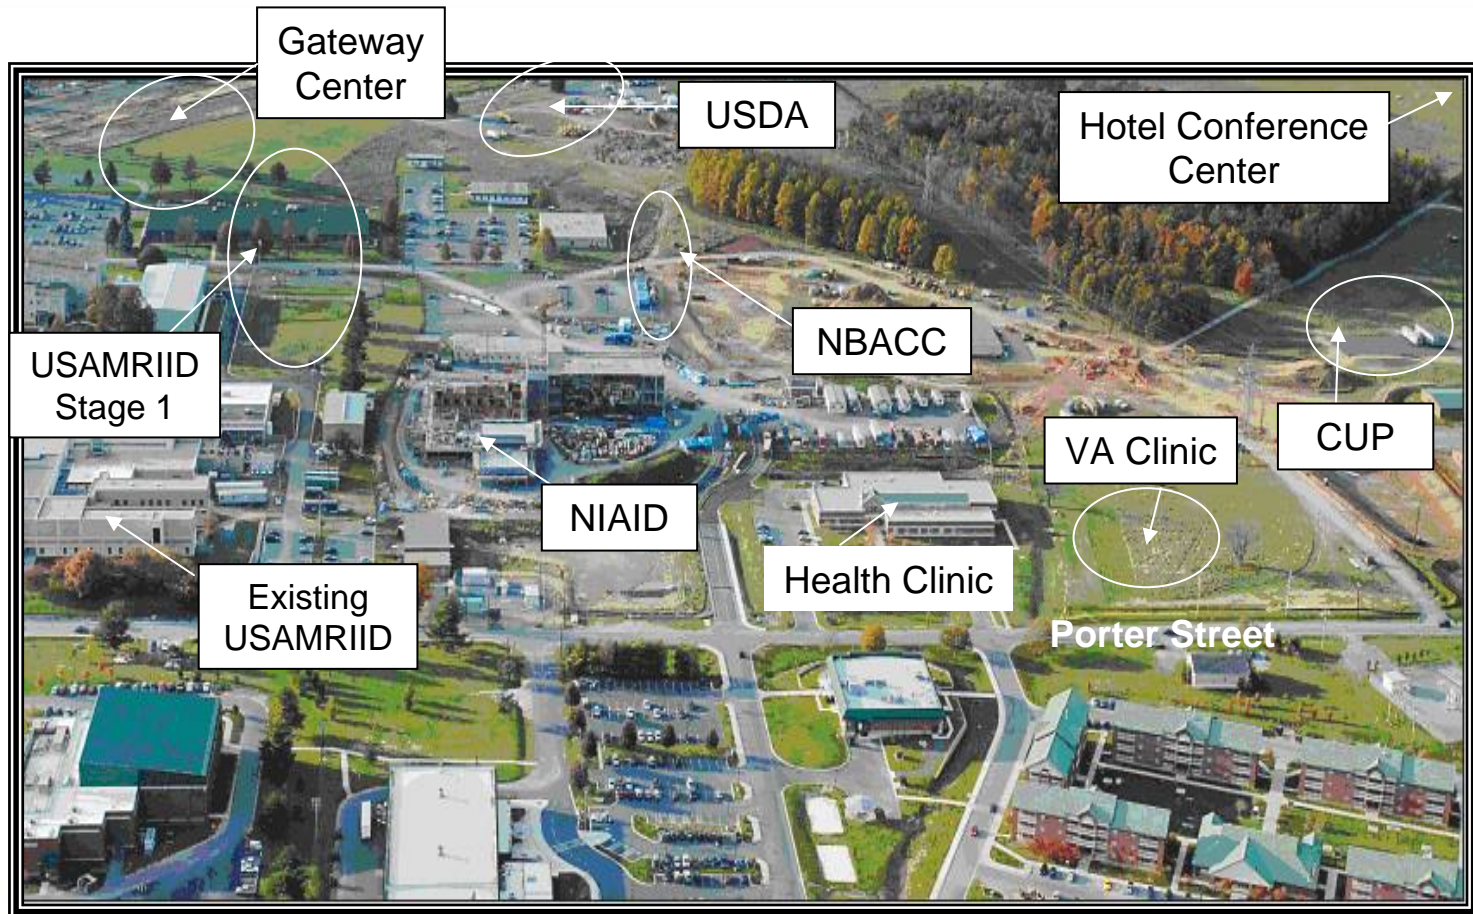 Gateway
Center
USDA
Hotel Conference
Center
USAMRIID
Stage 1
NBACC
CUP
VA Clinic
NIAID
Health Clinic
Existing
USAMRIID
Porter Street